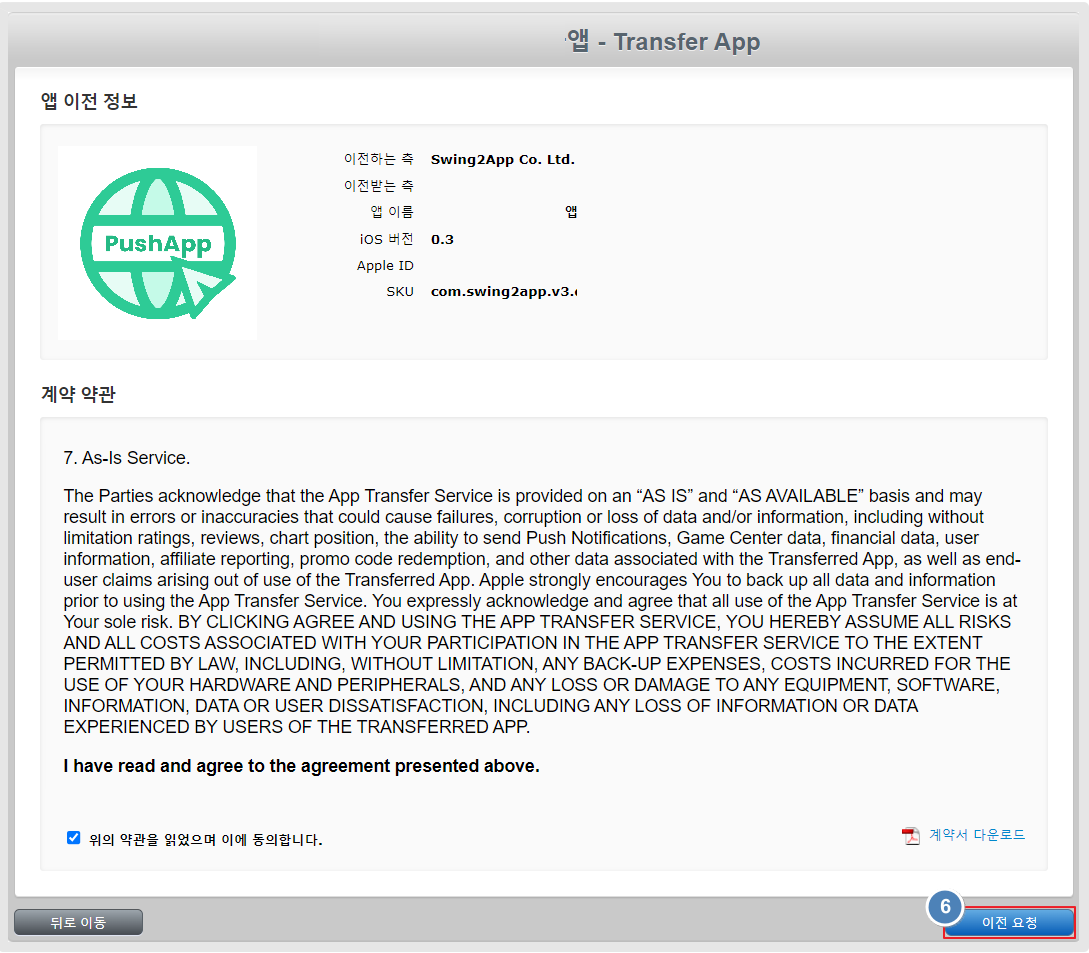 앱 - Transfer App
앱 이전 정보
PushApp
이전하는 측 Swing2App Co. Ltd.
이전받는 측
앱 이름 앱
iOS 버전 0.3
Apple ID
SKU com.swing2app.v3.
계약 약관
7. As-Is Service.
The Parties acknowledge that the App Transfer Service is provided on an “AS IS” and “AS AVAILABLE” basis and may
result in errors or inaccuracies that could cause failures, corruption or loss of data and/or information, including without
limitation ratings, reviews, chart position, the ability to send Push Notifications, Game Center data, financial data, user
information, affiliate reporting, promo code redemption, and other data associated with the Transferred App, as well as end-
user claims arising out of use of the Transferred App. Apple strongly encourages You to back up all data and information
prior to using the App Transfer Service. You expressly acknowledge and agree that all use of the App Transfer Service is at
Your sole risk. BY CLICKING AGREE AND USING THE APP TRANSFER SERVICE, YOU HEREBY ASSUME ALL RISKS
AND ALL COSTS ASSOCIATED WITH YOUR PARTICIPATION IN THE APP TRANSFER SERVICE TO THE EXTENT
PERMITTED BY LAW, INCLUDING, WITHOUT LIMITATION, ANY BACK-UP EXPENSES, COSTS INCURRED FOR THE
USE OF YOUR HARDWARE AND PERIPHERALS, AND ANY LOSS OR DAMAGE TO ANY EQUIPMENT, SOFTWARE,
INFORMATION, DATA OR USER DISSATISFACTION, INCLUDING ANY LOSS OF INFORMATION OR DATA
EXPERIENCED BY USERS OF THE TRANSFERRED APP.
I have read and agree to the agreement presented above.
위의 약관을 읽었으며 이에 동의합니다.
계약서 다운로드
뒤로 이동
6
이전 요청